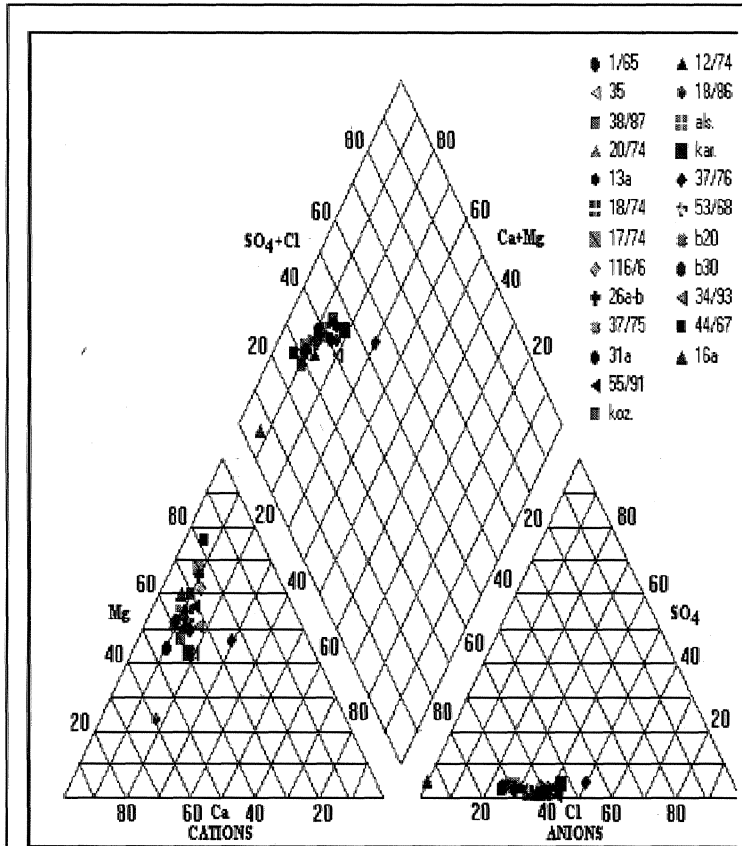 1/65 12/74
35 18/86
38/87 als.
20/74 kar.
13a 37/76
18/74 53/68
17/74 b20
116/6 b30
26a-b 34/93
37/75 44/67
31a 16a
55/91
koz.
80 80
60 60
SO4+Cl Ca+Mg
40 40
20 20
80 20 20 80
60 40 40 60
Mg SO4
40 60 60 40
20 80 80 20
80 60 Ca 40 20 20 40 Cl 60 80
CATIONS ANIONS